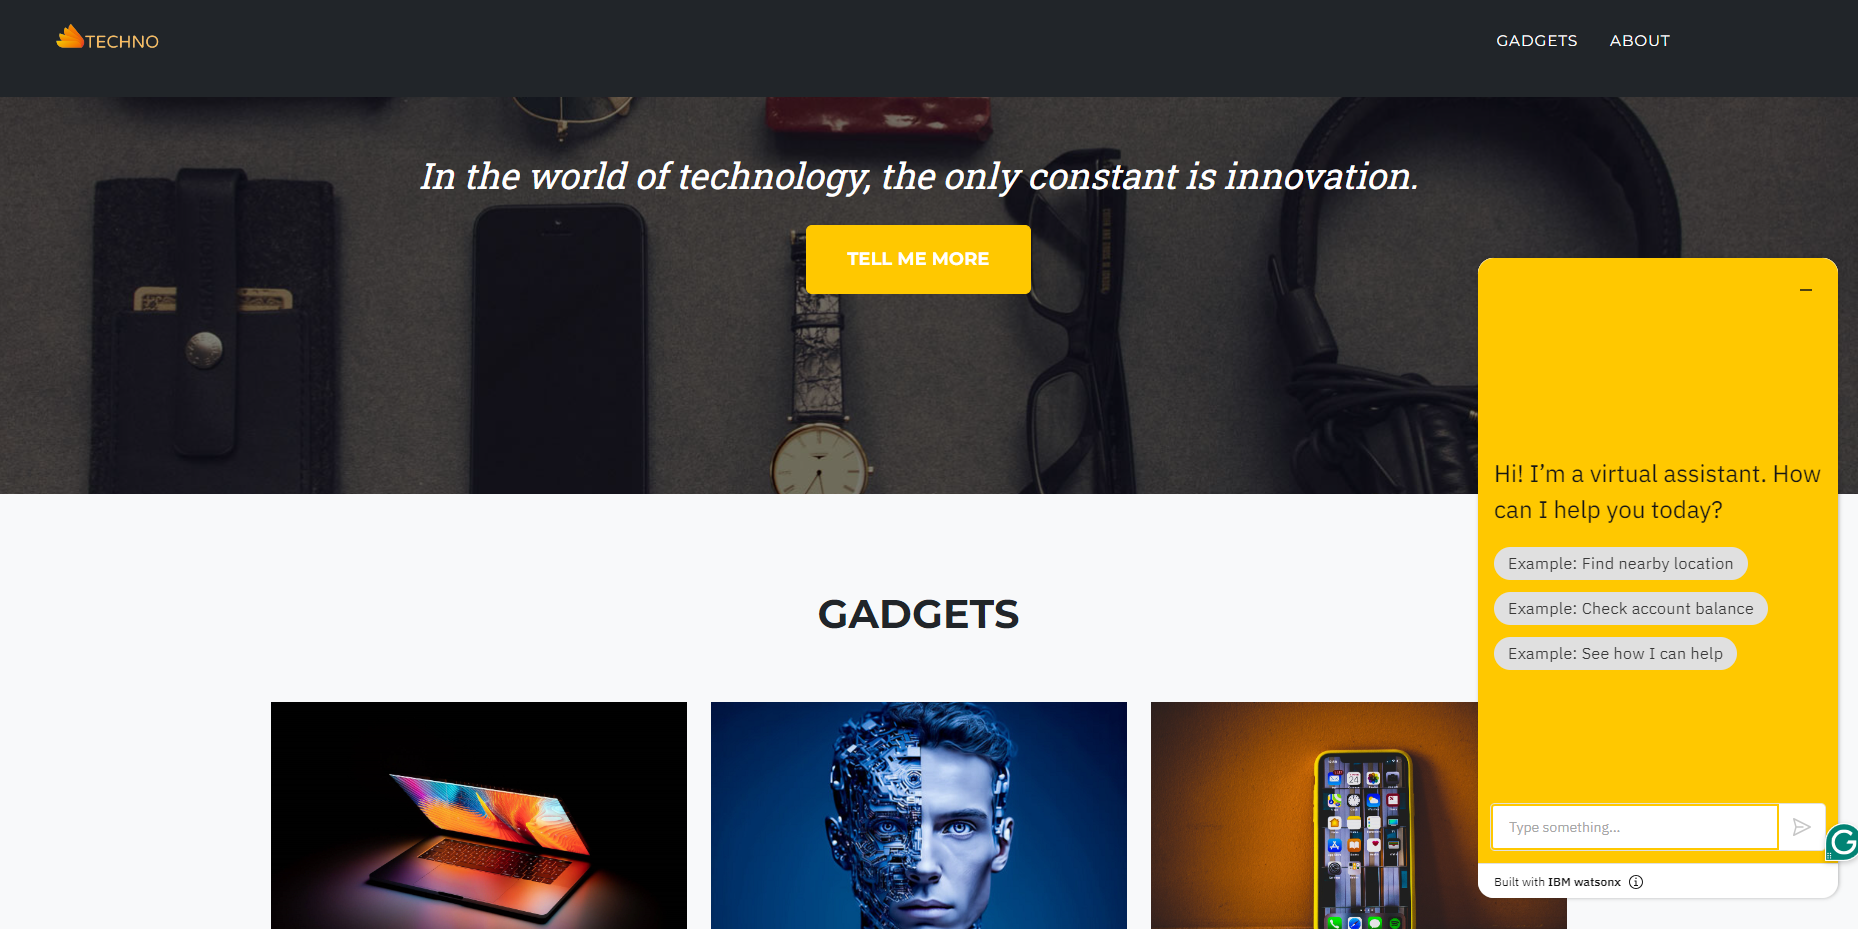 TECHNO
GADGETS
ABOUT
In the world of technology, the only constant is innovation.
TELL ME MORE
GADGETS
Hi! I’m a virtual assistant. How
can I help you today?
Example: Find nearby location
Example: Check account balance
Example: See how I can help
Type something...
Built with IBM watsonx